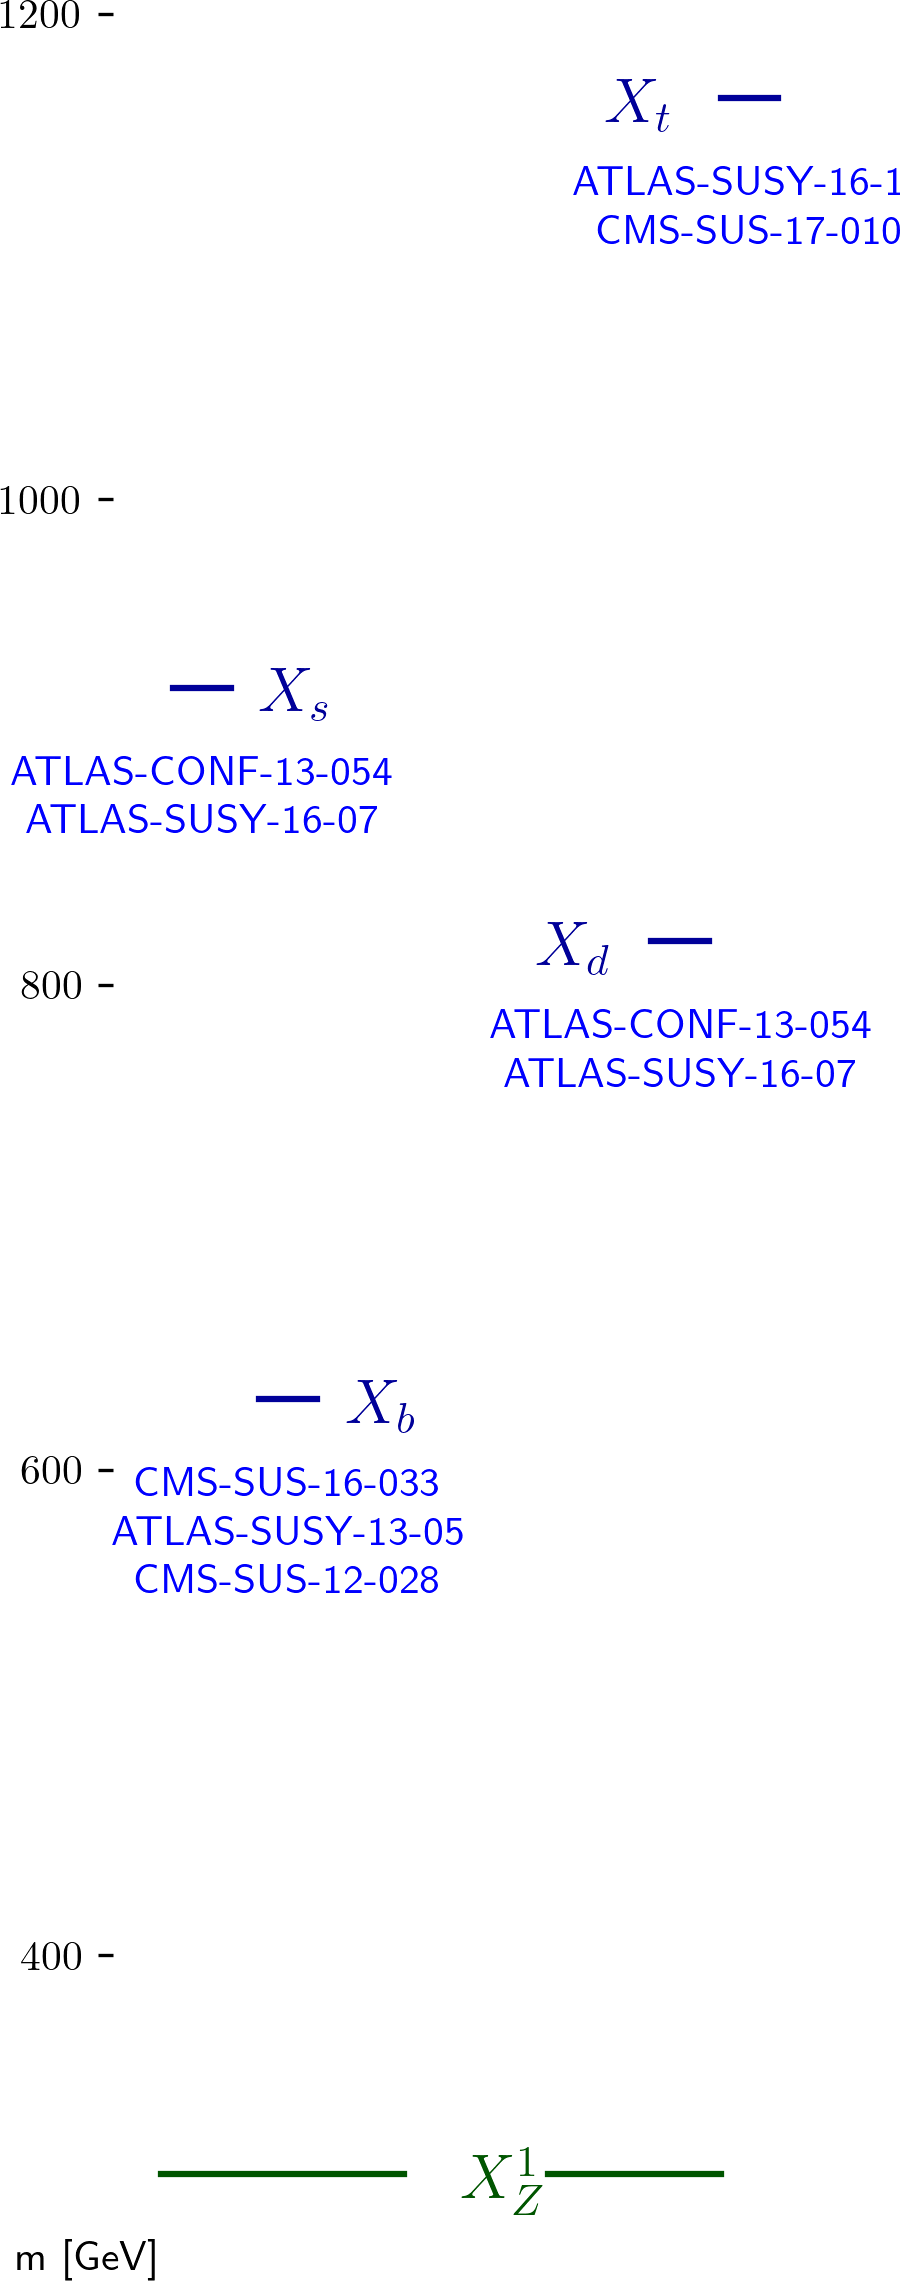 1200
X_t
ATLAS-SUSY-16-1
CMS-SUS-17-010
1000
X_s
ATLAS-CONF-13-054
ATLAS-SUSY-16-07
X_d
800
ATLAS-CONF-13-054
ATLAS-SUSY-16-07
X_b
600
CMS-SUS-16-033
ATLAS-SUSY-13-05
CMS-SUS-12-028
400
X_Z^1
m [GeV]